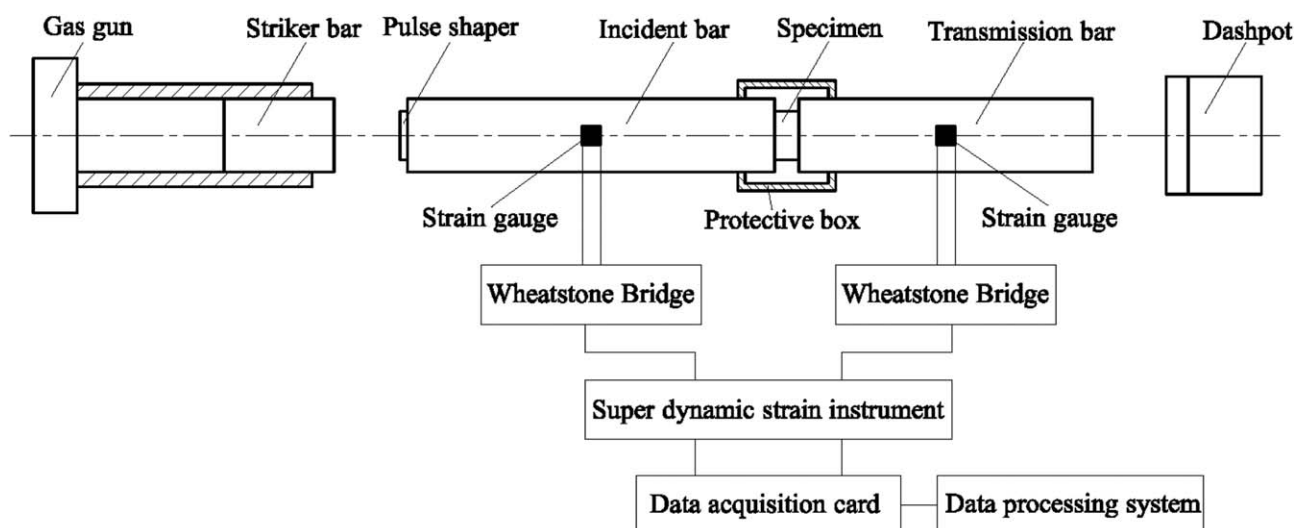 Gas gun
Striker bar
Pulse shaper
Incident bar
Specimen
Transmission bar
Dashpot
Strain gauge
Protective box
Strain gauge
Wheatstone Bridge
Wheatstone Bridge
Super dynamic strain instrument
Data acquisition card
Data processing system